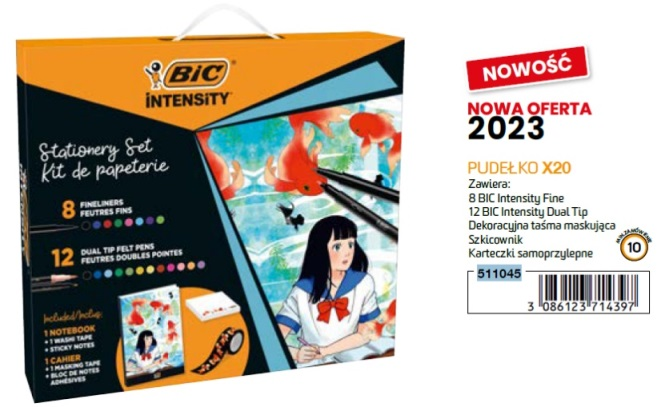 BiC
iNTENSiTY
Stationery Set
Kit de papeterie
8 FINELINERS
FEUTRES FINS
12 DUAL TIP FELT PENS
FEUTRES DOUBLES POINTES
Included/Inclus:
1 NOTEBOOK
+ 1 WASHI TAPE
+ STICKY NOTES
1 CAHIER
+ 1 MASKING TAPE
+ BLOC DE NOTES
ADHÉSIVES
NOWOŚĆ
NOWA OFERTA
2023
PUDEŁKO X20
Zawiera:
8 BIC Intensity Fine
12 BIC Intensity Dual Tip
Dekoracyjna taśma maskująca
Szkicownik
Karteczki samoprzylepne
10
511045
3 086123 714397